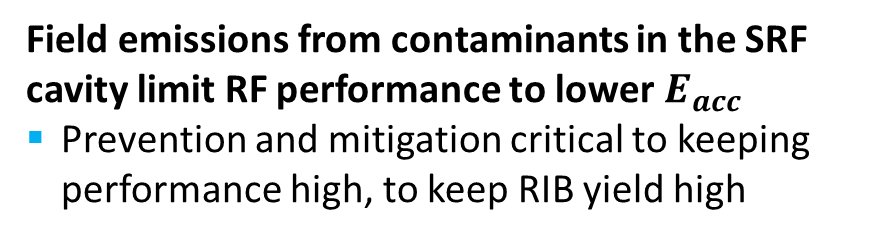 Field emissions from contaminants in the SRF
cavity limit RF performance to lower E_acc
▪ Prevention and mitigation critical to keeping
performance high, to keep RIB yield high